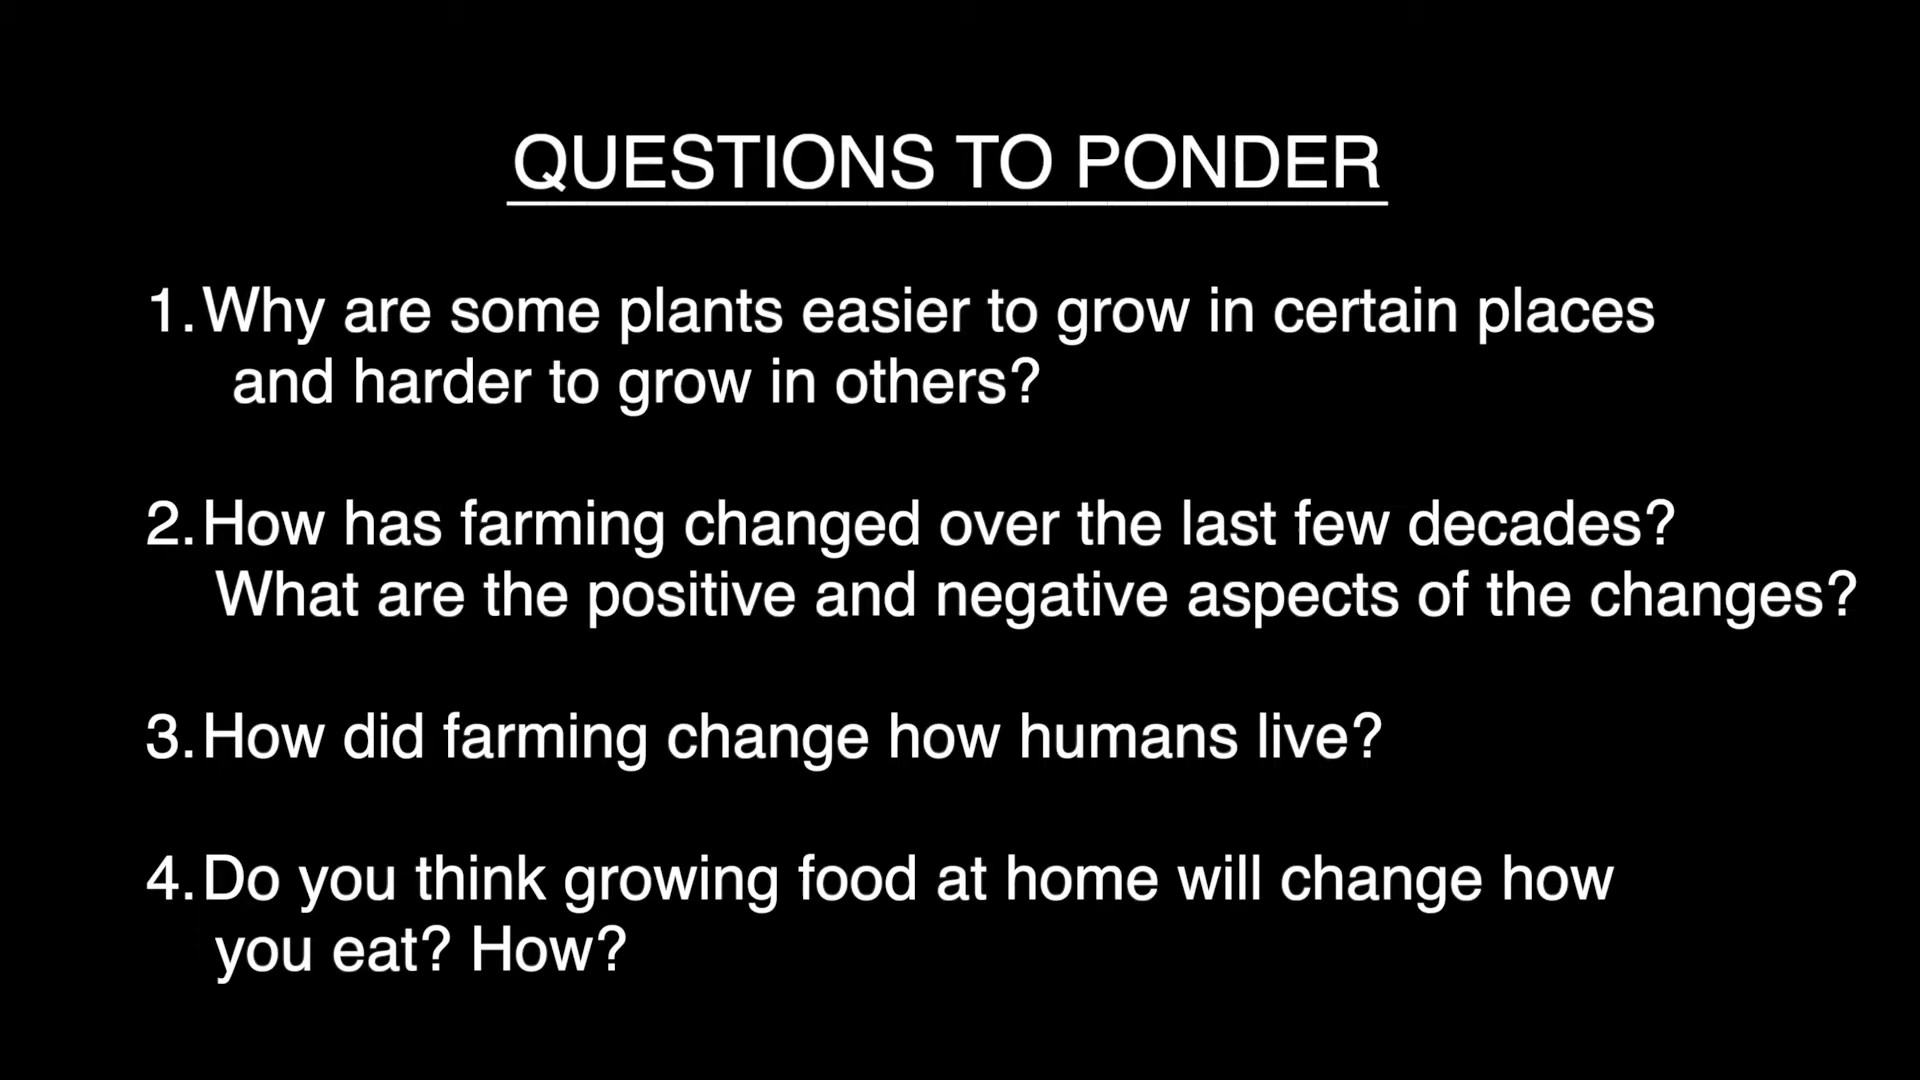 QUESTIONS TO PONDER
1. Why are some plants easier to grow in certain places
and harder to grow in others?
2. How has farming changed over the last few decades?
What are the positive and negative aspects of the changes?
3. How did farming change how humans live?
4. Do you think growing food at home will change how
you eat? How?